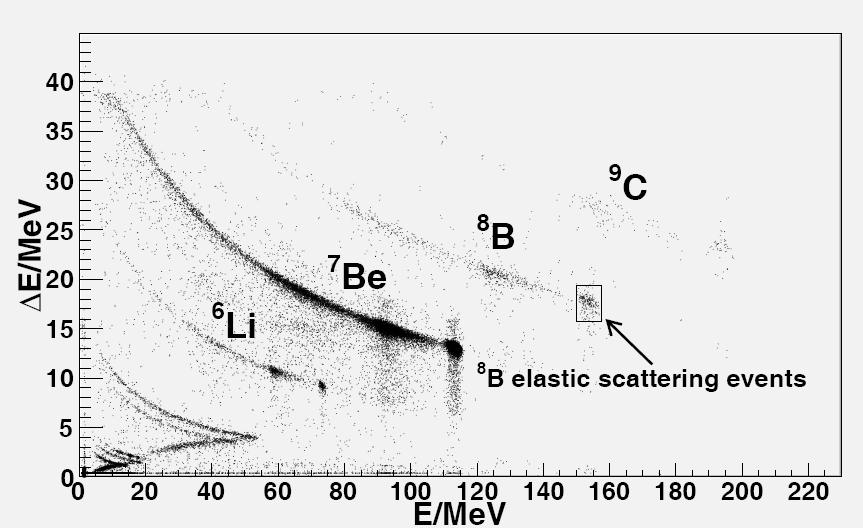 ΔE/MeV
40
35
30
25
20
15
10
5
0
⁹C
⁸B
⁷Be
⁶Li
⁸B elastic scattering events
0 20 40 60 80 100 120 140 160 180 200 220
E/MeV